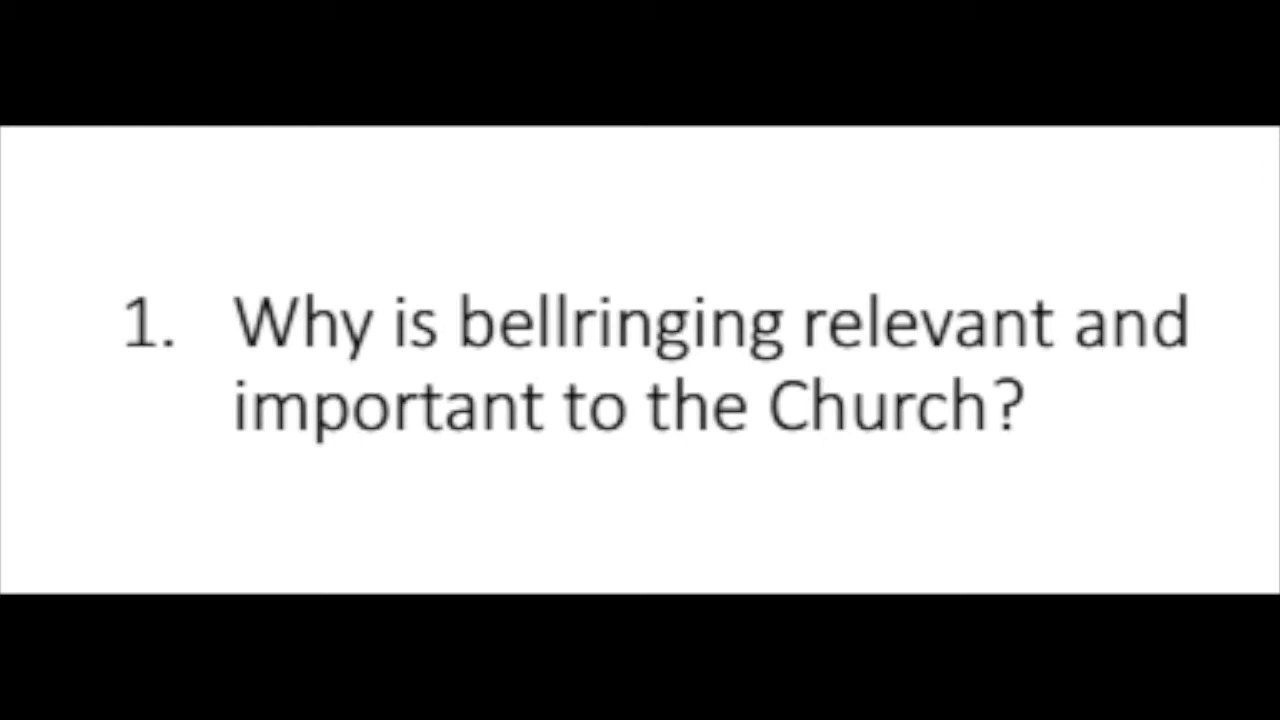 1. Why is bellringing relevant and
important to the Church?